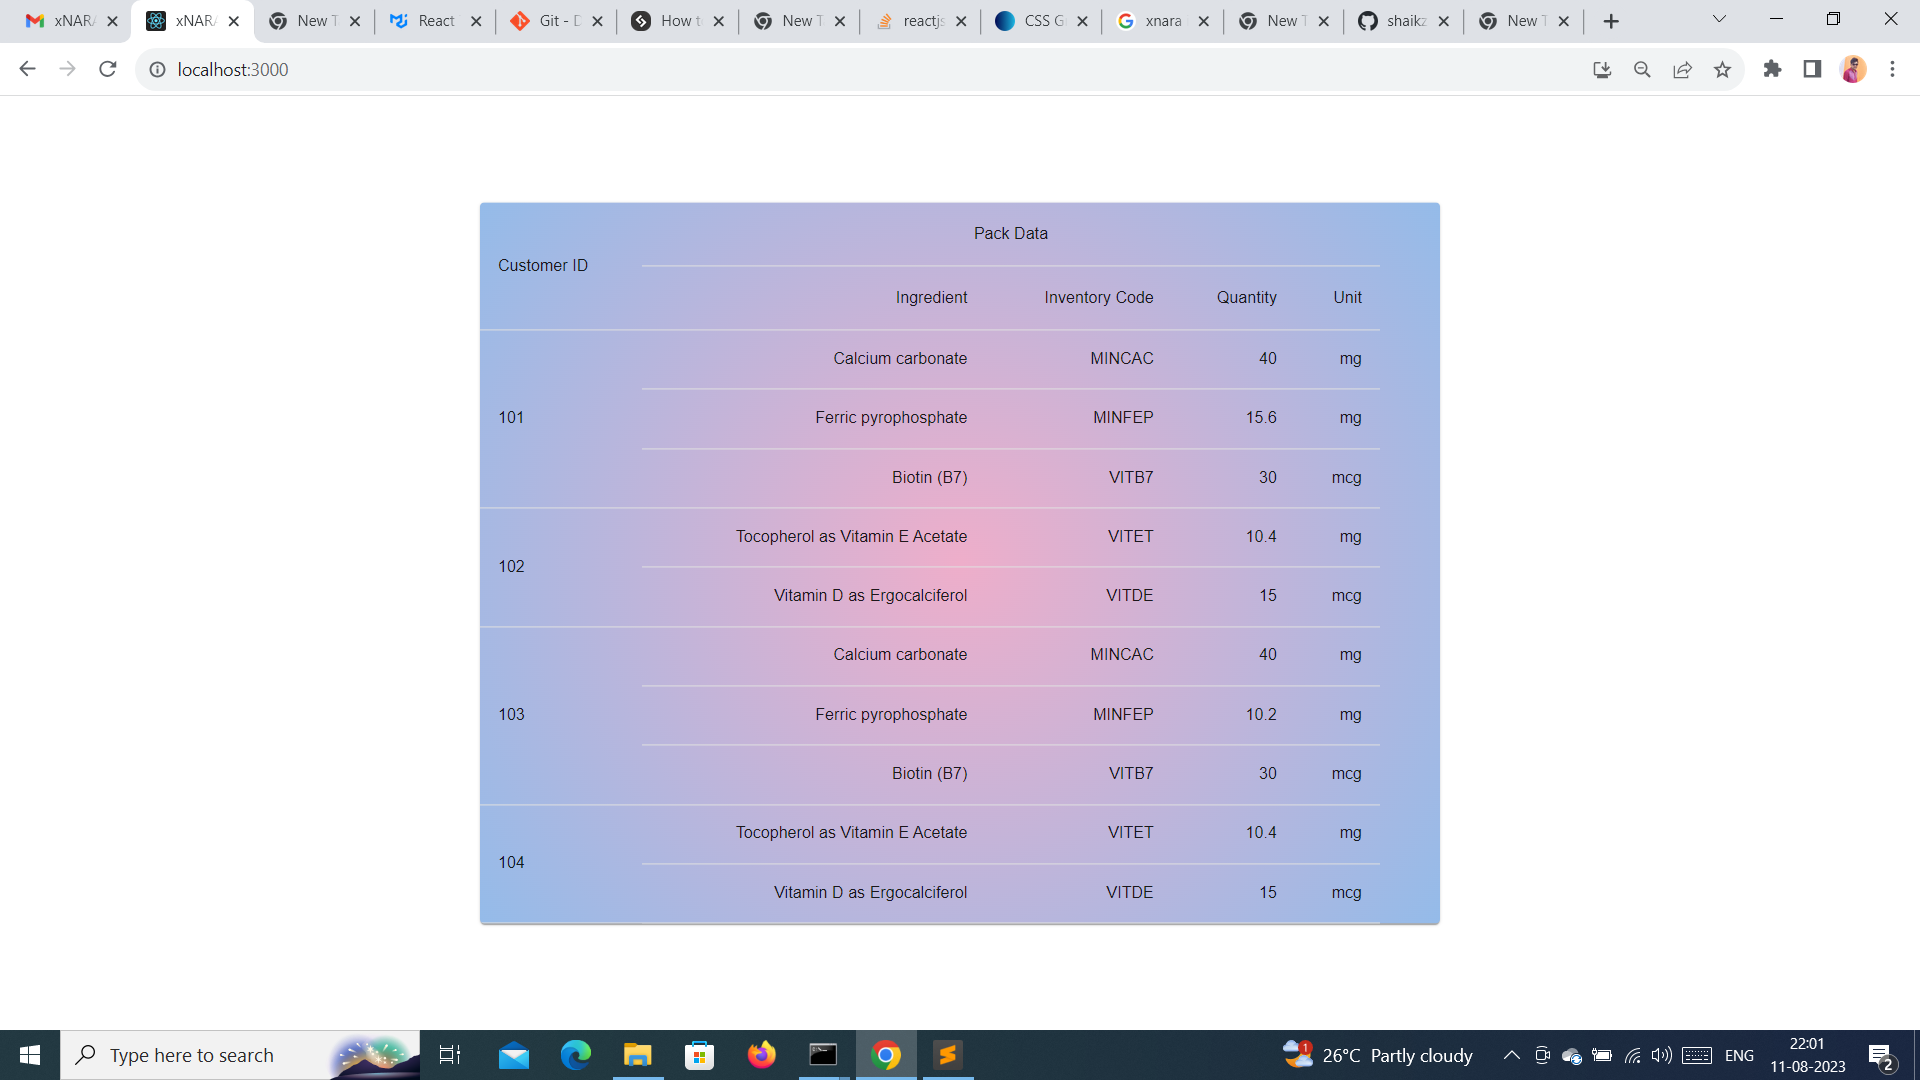 xNARA xNARA New T React Git - D How to New T reactjs CSS G xnara New T shaikz New T
localhost:3000
Pack Data
Customer ID
Ingredient Inventory Code Quantity Unit
Calcium carbonate MINCAC 40 mg
101 Ferric pyrophosphate MINFEP 15.6 mg
Biotin (B7) VITB7 30 mcg
Tocopherol as Vitamin E Acetate VITET 10.4 mg
102
Vitamin D as Ergocalciferol VITDE 15 mcg
Calcium carbonate MINCAC 40 mg
103 Ferric pyrophosphate MINFEP 10.2 mg
Biotin (B7) VITB7 30 mcg
Tocopherol as Vitamin E Acetate VITET 10.4 mg
104
Vitamin D as Ergocalciferol VITDE 15 mcg
Type here to search 1 26°C Partly cloudy ENG 22:01
11-08-2023 2